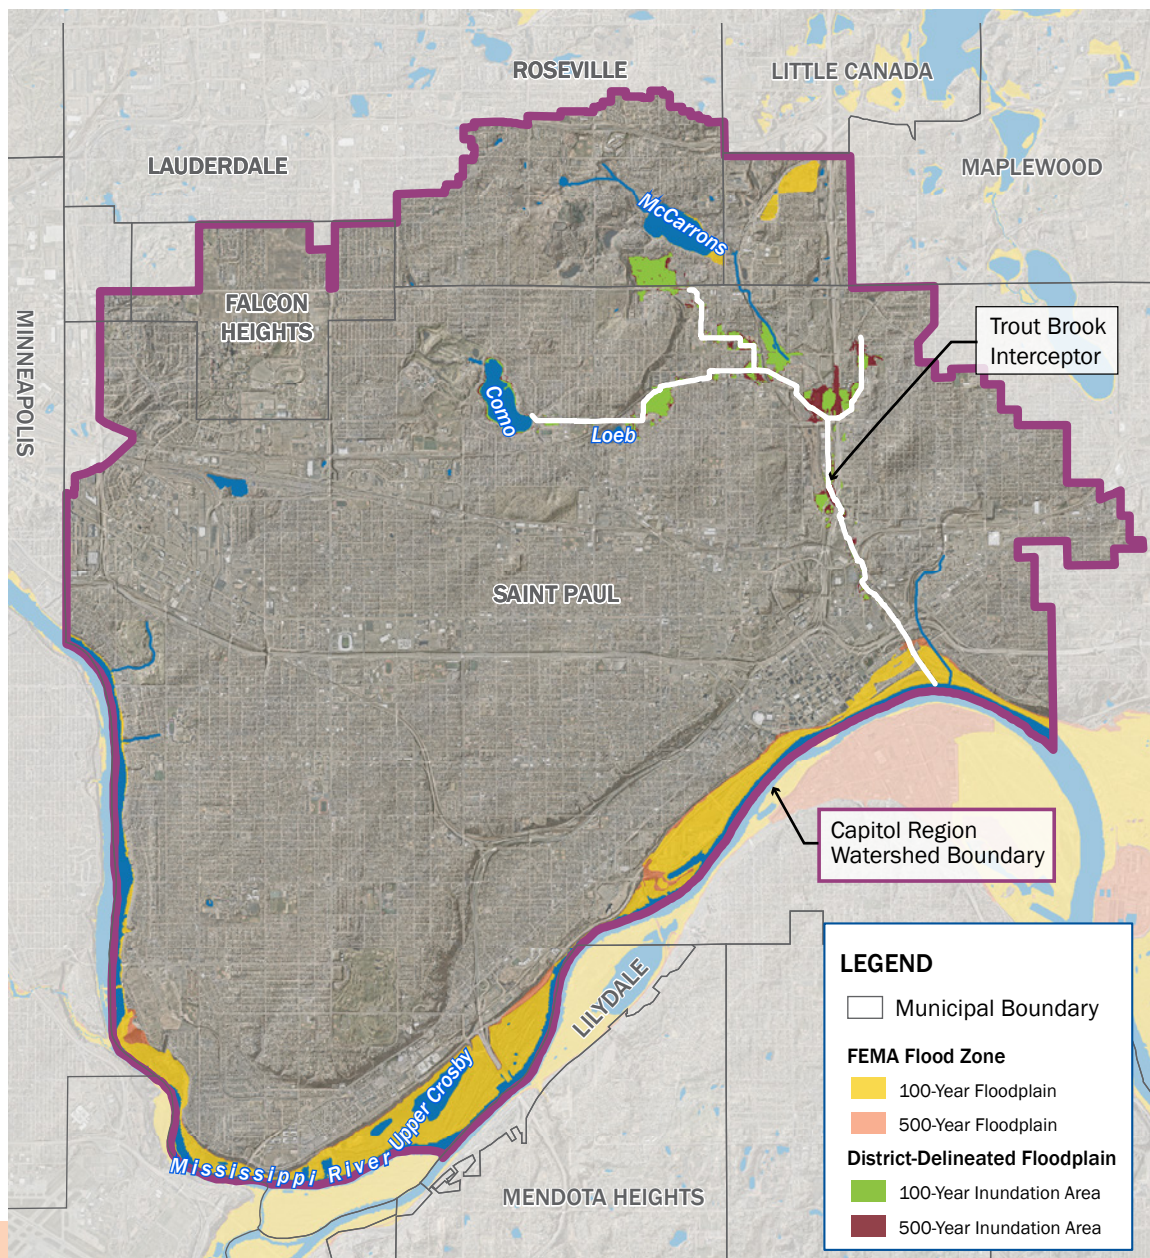 ROSEVILLE
LITTLE CANADA
LAUDERDALE
MAPLEWOOD
McCarrons
FALCON
HEIGHTS
MINNEAPOLIS
Trout Brook
Interceptor
Como
Loeb
SAINT PAUL
Capitol Region
Watershed Boundary
LILYDALE
Upper Crosby
Mississippi River
MENDOTA HEIGHTS
LEGEND
Municipal Boundary
FEMA Flood Zone
100-Year Floodplain
500-Year Floodplain
District-Delineated Floodplain
100-Year Inundation Area
500-Year Inundation Area